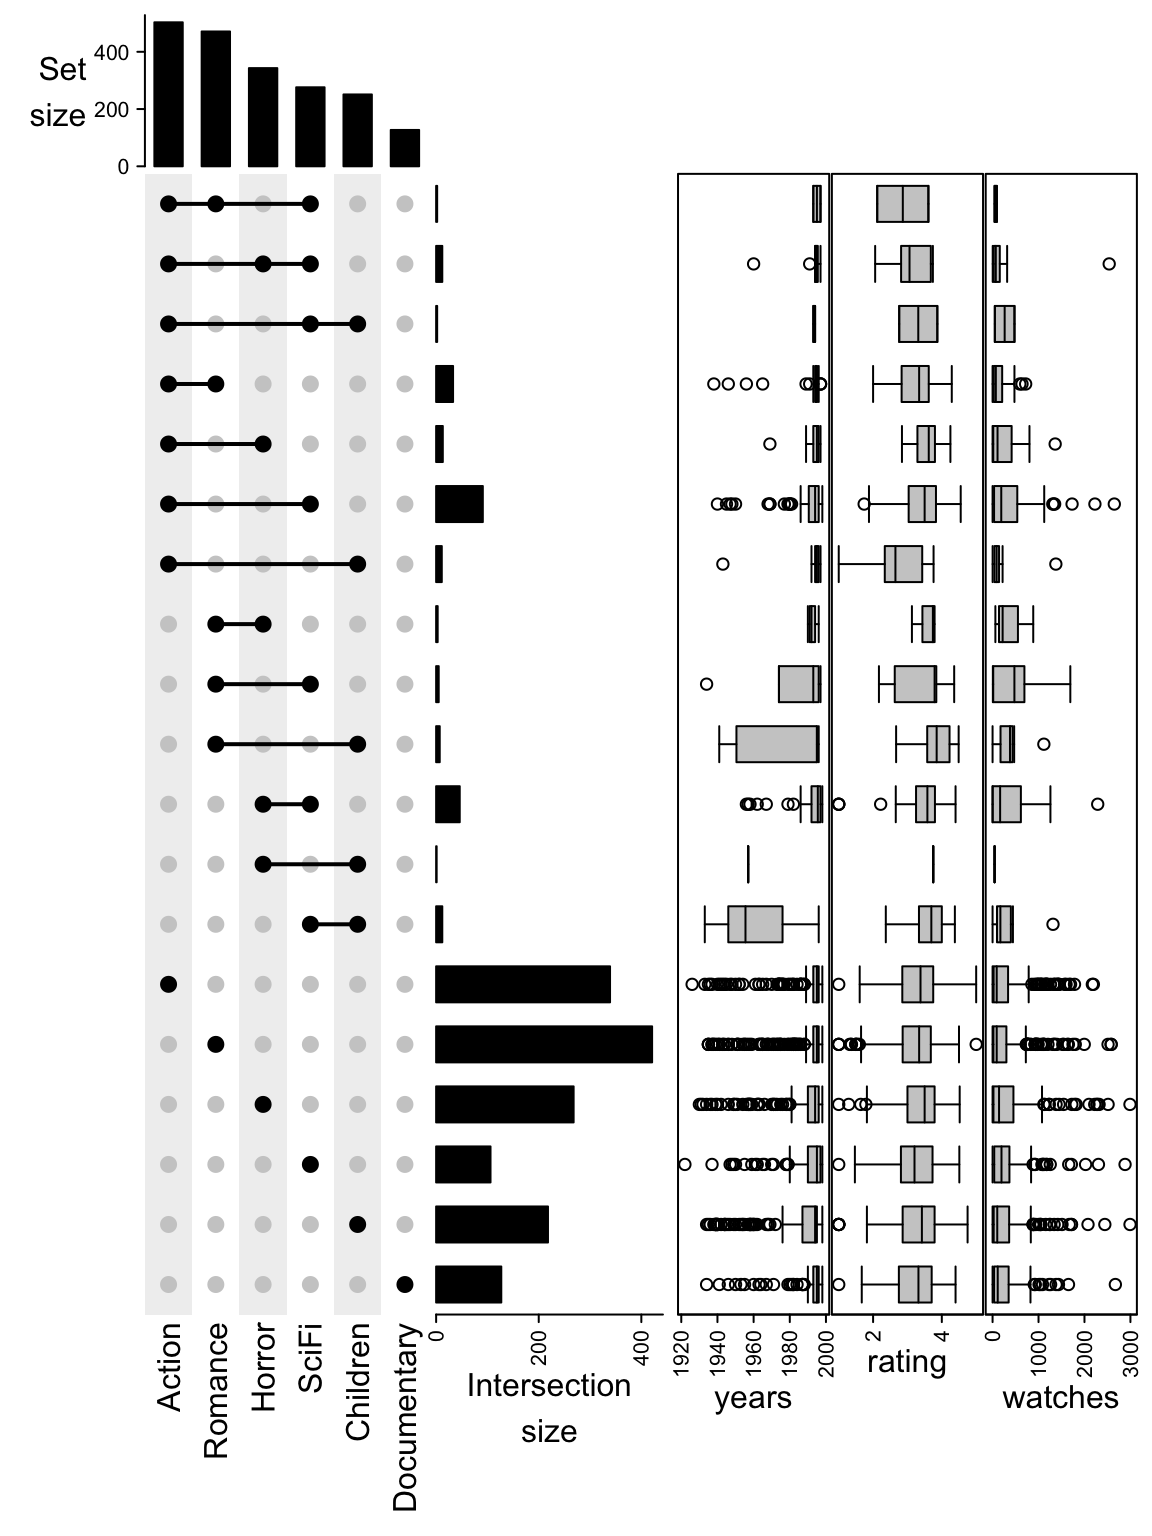 Set
size
400
200
0
Action
Romance
Horror
SciFi
Children
Documentary
0
200
400
Intersection
size
1920
1940
1960
1980
2000
years
2
4
rating
0
1000
2000
3000
watches